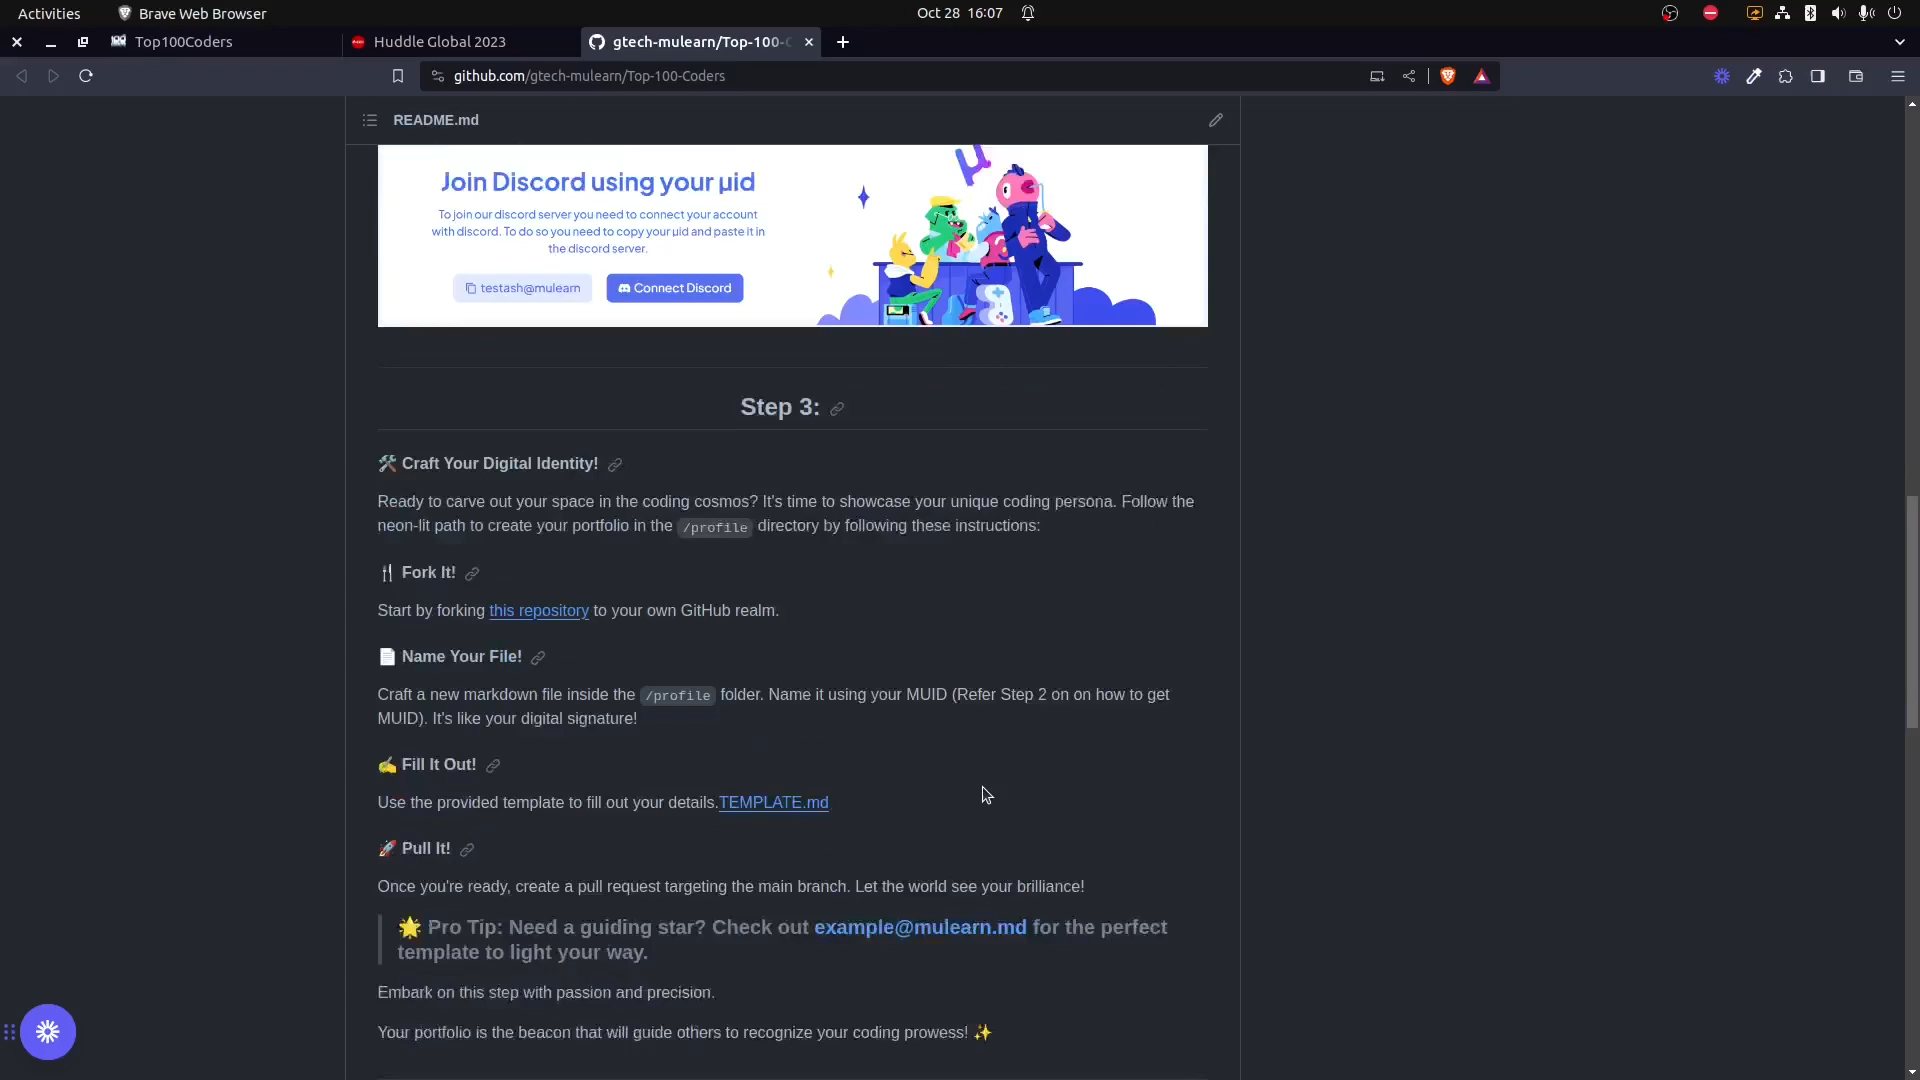 Activities
Brave Web Browser
Oct 28 16:07
Top100Coders
Huddle Global 2023
gtech-mulearn/Top-100-C
github.com/gtech-mulearn/Top-100-Coders
README.md
Join Discord using your µid
To join our discord server you need to connect your account
with discord. To do so you need to copy your µid and paste it in
the discord server.
testash@mulearn
Connect Discord
µ
Step 3:
🛠️ Craft Your Digital Identity!
Ready to carve out your space in the coding cosmos? It's time to showcase your unique coding persona. Follow the
neon-lit path to create your portfolio in the /profile directory by following these instructions:
🍴 Fork It!
Start by forking this repository to your own GitHub realm.
📄 Name Your File!
Craft a new markdown file inside the /profile folder. Name it using your MUID (Refer Step 2 on on how to get
MUID). It's like your digital signature!
✍️ Fill It Out!
Use the provided template to fill out your details.TEMPLATE.md
🚀 Pull It!
Once you're ready, create a pull request targeting the main branch. Let the world see your brilliance!
🌟 Pro Tip: Need a guiding star? Check out example@mulearn.md for the perfect
template to light your way.
Embark on this step with passion and precision.
Your portfolio is the beacon that will guide others to recognize your coding prowess! ✨